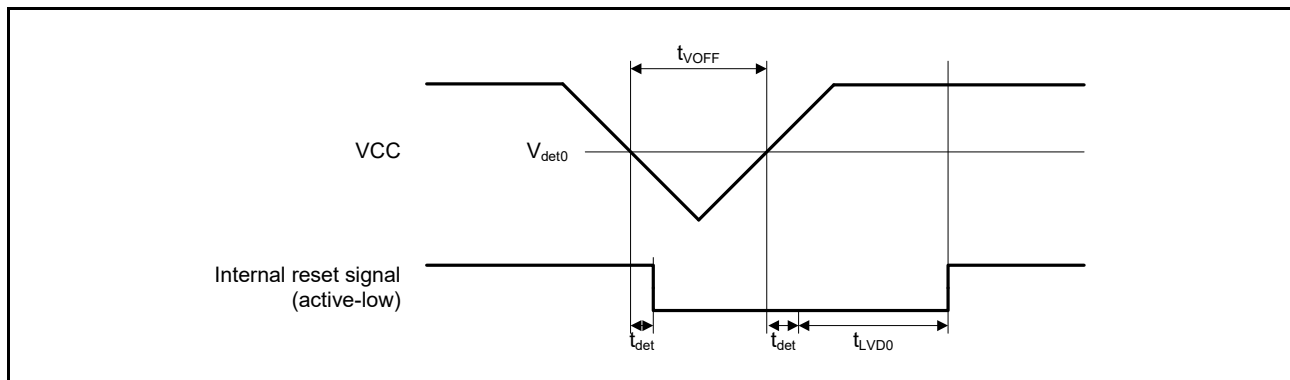 tVOFF
VCC
Vdet0
Internal reset signal
(active-low)
tdet
tdet
tLVD0